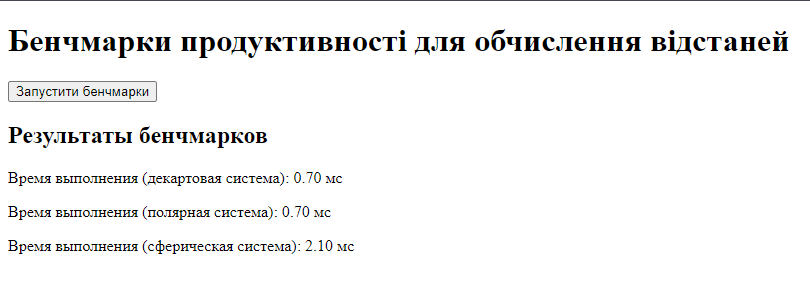 Бенчмарки продуктивності для обчислення відстаней
Запустити бенчмарки
Результаты бенчмарков
Время выполнения (декартовая система): 0.70 мс
Время выполнения (полярная система): 0.70 мс
Время выполнения (сферическая система): 2.10 мс